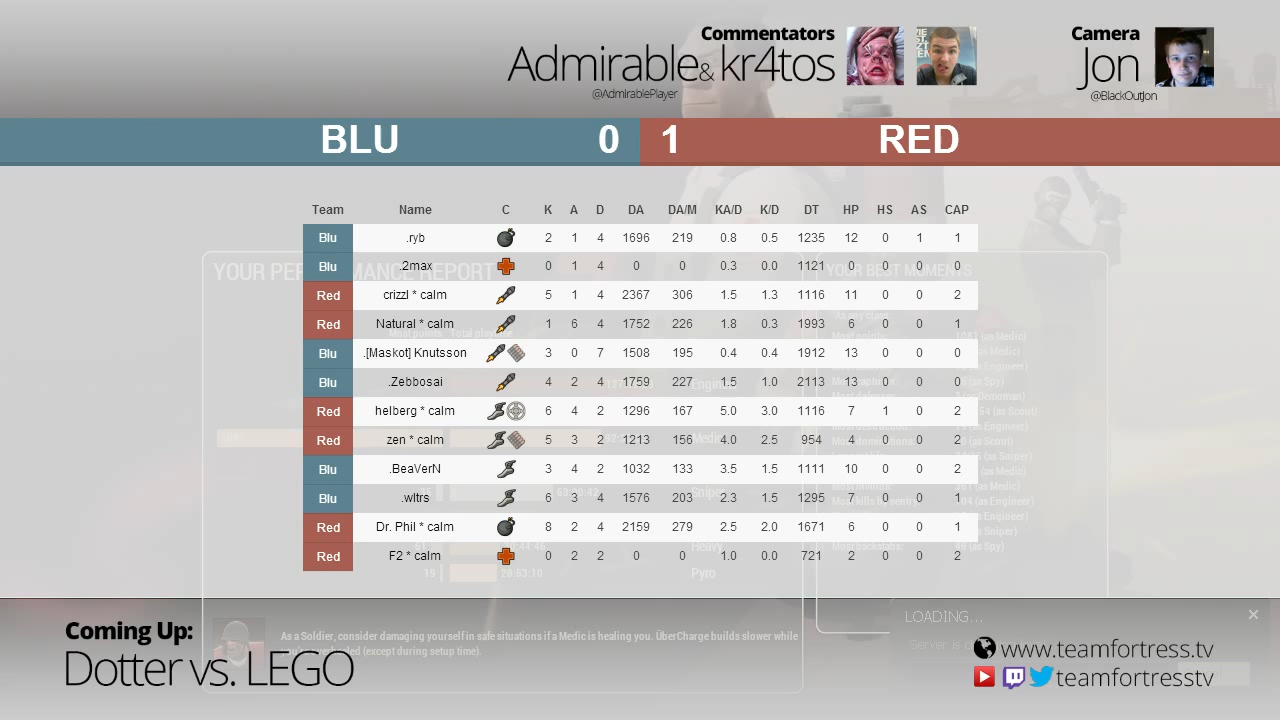 Commentators
Admirable & kr4tos
@AdmirablePlayer
Camera
Jon
@BlackOutJon
BLU 0 1 RED
Team Name C K A D DA DA/M KA/D K/D DT HP HS AS CAP
Blu .ryb 2 1 4 1696 219 0.8 0.5 1235 12 0 1 1
Blu .2max 0 1 4 0 0 0.3 0.0 1121 0 0 0 0
Red crizzl * calm 5 1 4 2367 306 1.5 1.3 1116 11 0 0 2
Red Natural * calm 1 6 4 1752 226 1.8 0.3 1993 6 0 0 1
Blu .[Maskot] Knutsson 3 0 7 1508 195 0.4 0.4 1912 13 0 0 0
Blu .Zebbosai 4 2 4 1759 227 1.5 1.0 2113 13 0 0 0
Red helberg * calm 6 4 2 1296 167 5.0 3.0 1116 7 1 0 2
Red zen * calm 5 3 2 1213 156 4.0 2.5 954 4 0 0 2
Blu .BeaVerN 3 4 2 1032 133 3.5 1.5 1111 10 0 0 2
Blu .wltrs 6 3 4 1576 203 2.3 1.5 1295 7 0 0 1
Red Dr. Phil * calm 8 2 4 2159 279 2.5 2.0 1671 6 0 0 1
Red F2 * calm 0 2 2 0 0 1.0 0.0 721 2 0 0 2
YOUR PERFORMANCE REPORT
YOUR BEST MOMENTS
Heavy
Pyro
Coming Up:
Dotter vs. LEGO
As a Soldier, consider damaging yourself in safe situations if a Medic is healing you. ÜberCharge builds slower while
you're overhealed (except during setup time).
LOADING...
www.teamfortress.tv
teamfortresstv